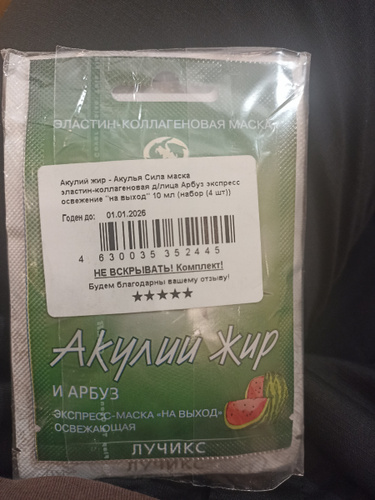 ЭЛАСТИН-КОЛЛАГЕНОВАЯ МАСКА
Акулий жир - Акулья Сила маска
эластин-коллагеновая д/лица Арбуз экспресс
освежение "на выход" 10 мл (набор (4 шт))
Годен до: 01.01.2026
4 630035 352445
НЕ ВСКРЫВАТЬ! Комплект!
Будем благодарны вашему отзыву!
★★★★★
Акулий жир
И АРБУЗ
ЭКСПРЕСС-МАСКА «НА ВЫХОД»
ОСВЕЖАЮЩАЯ
ЛУЧИКС
ЛУЧИКС